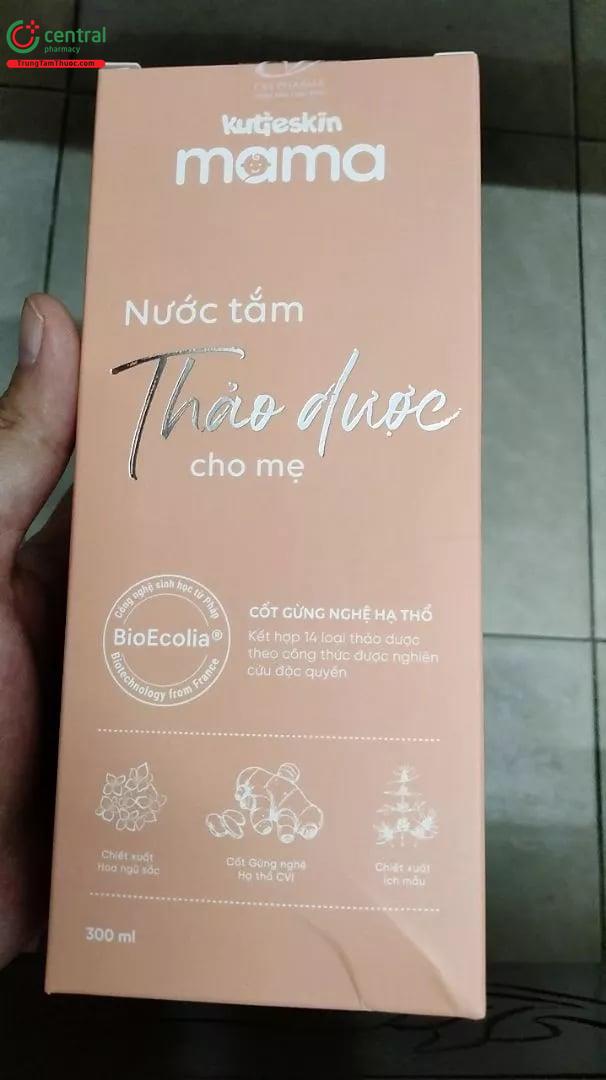 central
pharmacy
TrungTamThuoc.com
CVI PHARMA
Kutieskin
mama
Nước tắm
Thảo dược
cho mẹ
Công nghệ sinh học từ Pháp
BioEcolia®
Biotechnology from France
CỐT GỪNG NGHỆ HẠ THỔ
Kết hợp 14 loại thảo dược
theo công thức được nghiên
cứu độc quyền
Chiết xuất
Hoa ngũ sắc
Cốt Gừng nghệ
Hạ thổ CVI
Chiết xuất
ích mẫu
300 ml